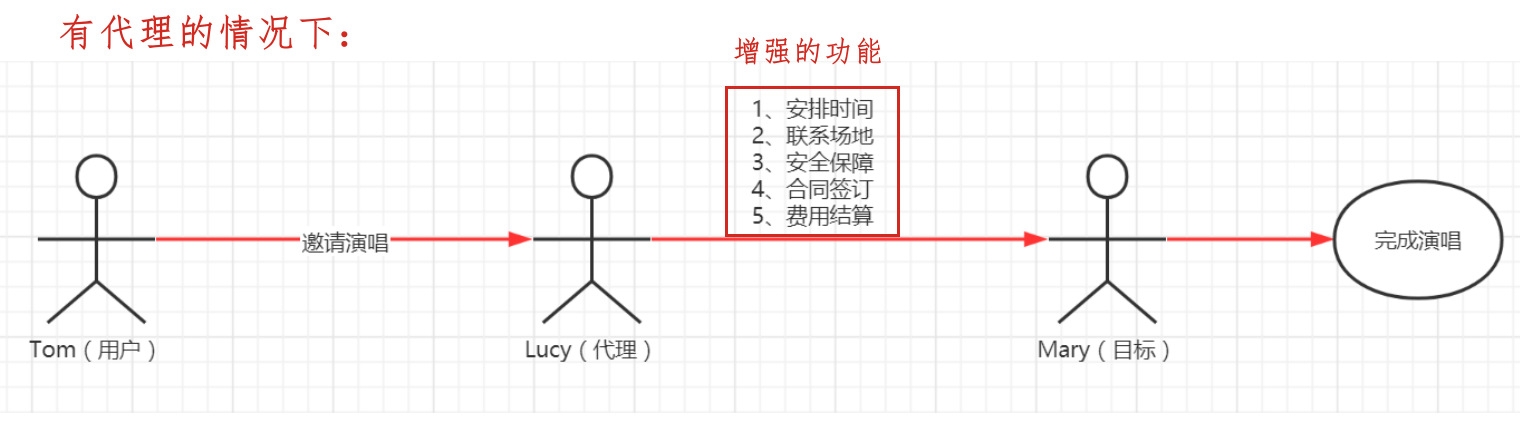 有代理的情况下：
增强的功能
1、安排时间
2、联系场地
3、安全保障
4、合同签订
5、费用结算
邀请演唱
完成演唱
Tom（用户）
Lucy（代理）
Mary（目标）